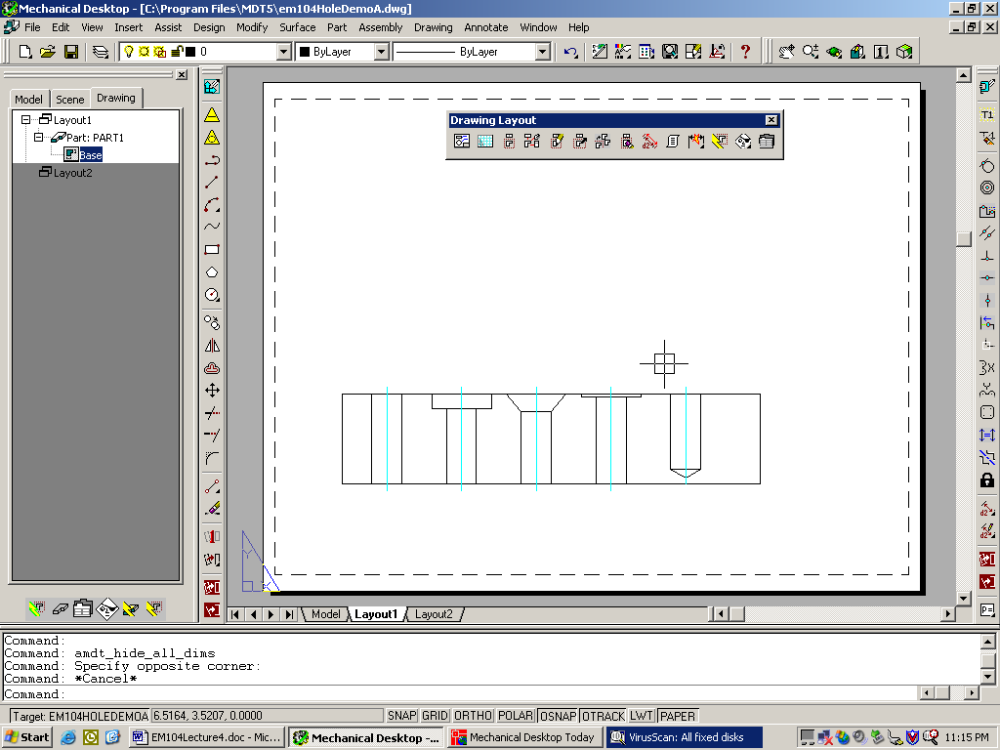 Mechanical Desktop - [C:\Program Files\MDT5\em104HoleDemoA.dwg]
File Edit View Insert Assist Design Modify Surface Part Assembly Drawing Annotate Window Help
0 ByLayer ByLayer
Model Scene Drawing
Layout1
Part: PART1
Base
Layout2
Drawing Layout
Model Layout1 Layout2
Command:
Command: amdt_hide_all_dims
Command: Specify opposite corner:
Command: *Cancel*
Command:
Target: EM104HOLEDEMOA 6.5164, 3.5207, 0.0000 SNAP GRID ORTHO POLAR OSNAP OTRACK LWT PAPER
Start EM104Lecture4.doc - Mic... Mechanical Desktop -... Mechanical Desktop Today VirusScan: All fixed disks 11:15 PM